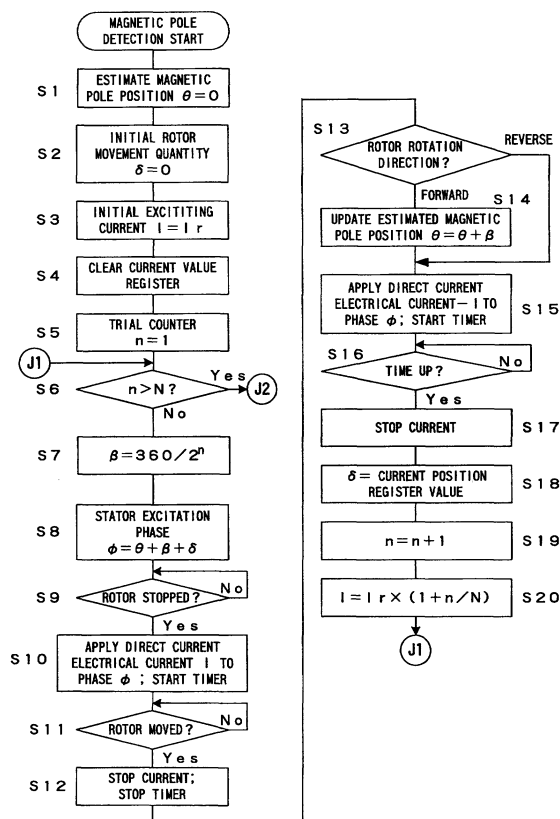 MAGNETIC POLE
DETECTION START
S1
ESTIMATE MAGNETIC
POLE POSITION θ=0
S2
INITIAL ROTOR
MOVEMENT QUANTITY
δ=0
S3
INITIAL EXCITITING
CURRENT I=Ir
S4
CLEAR CURRENT VALUE
REGISTER
S5
TRIAL COUNTER
n=1
J1
S6
n>N?
Yes
J2
No
S7
β=360/2ⁿ
S8
STATOR EXCITATION
PHASE
φ=θ+β+δ
S9
ROTOR STOPPED?
No
Yes
S10
APPLY DIRECT CURRENT
ELECTRICAL CURRENT I TO
PHASE φ ; START TIMER
S11
ROTOR MOVED?
No
Yes
S12
STOP CURRENT;
STOP TIMER
S13
ROTOR ROTATION
DIRECTION?
REVERSE
FORWARD
S14
UPDATE ESTIMATED MAGNETIC
POLE POSITION θ=θ+β
S15
APPLY DIRECT CURRENT
ELECTRICAL CURRENT−I TO
PHASE φ; START TIMER
S16
TIME UP?
No
Yes
S17
STOP CURRENT
S18
δ= CURRENT POSITION
REGISTER VALUE
S19
n=n+1
S20
I=Ir×(1+n/N)
J1